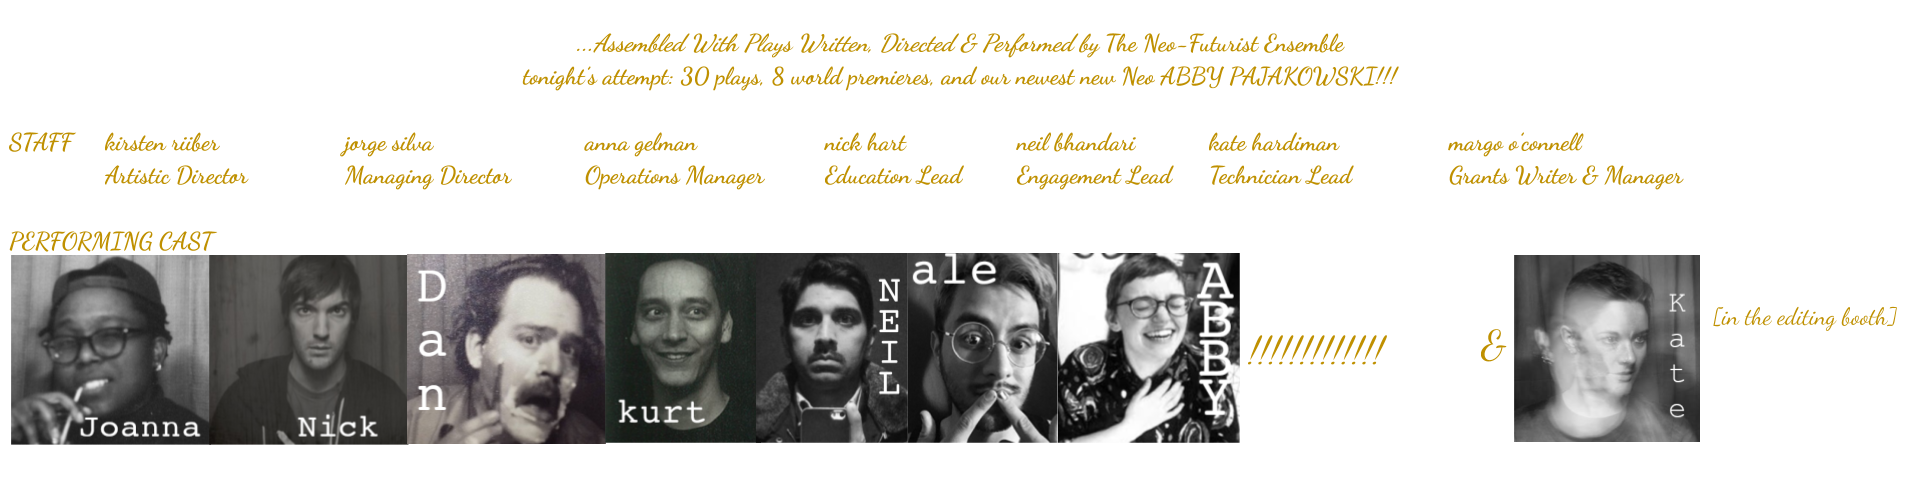 ...Assembled With Plays Written, Directed & Performed by The Neo-Futurist Ensemble
tonight's attempt: 30 plays, 8 world premieres, and our newest new Neo ABBY PAJAKOWSKI!!!
STAFF
kirsten riiber
Artistic Director
jorge silva
Managing Director
anna gelman
Operations Manager
nick hart
Education Lead
neil bhandari
Engagement Lead
kate hardiman
Technician Lead
margo o'connell
Grants Writer & Manager
PERFORMING CAST
Joanna
Nick
Dan
kurt
NEIL
ale
ABBY
!!!!!!!!!!!!!
&
Kate
[in the editing booth]